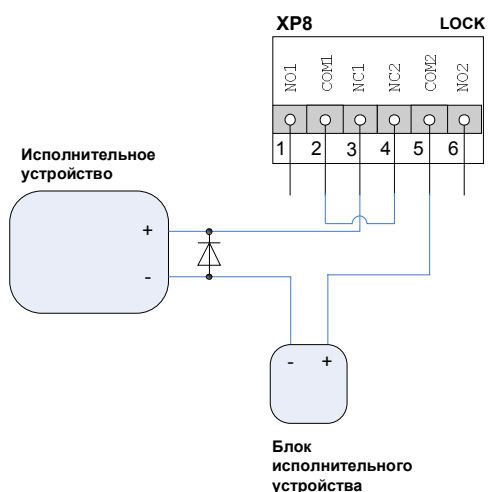 XP8 LOCK
NO1 COM1 NC1 NC2 COM2 NO2
1 2 3 4 5 6
Исполнительное
устройство
+
-
- +
Блок
исполнительного
устройства